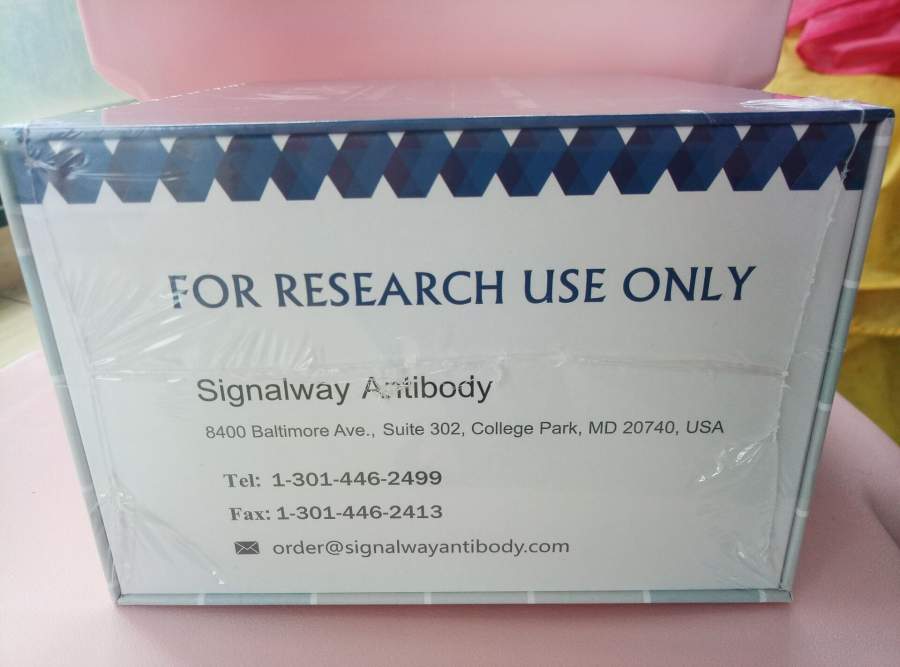 FOR RESEARCH USE ONLY
Signalway Antibody
8400 Baltimore Ave., Suite 302, College Park, MD 20740, USA
Tel: 1-301-446-2499
Fax: 1-301-446-2413
order@signalwayantibody.com